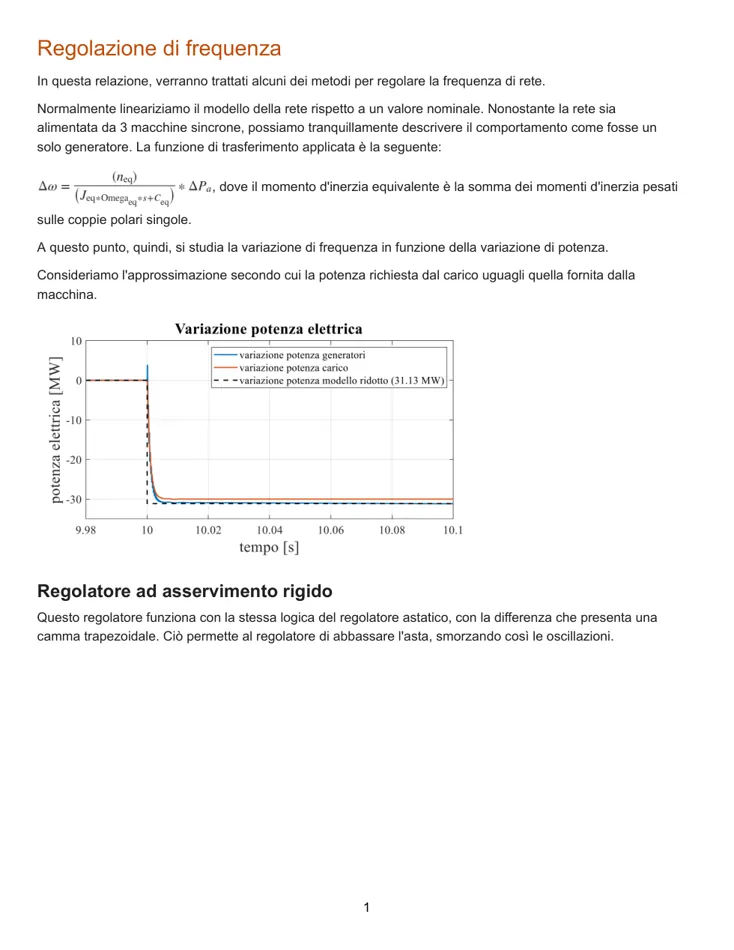 Regolazione di frequenza
In questa relazione, verranno trattati alcuni dei metodi per regolare la frequenza di rete.
Normalmente lineariziamo il modello della rete rispetto a un valore nominale. Nonostante la rete sia
alimentata da 3 macchine sincrone, possiamo tranquillamente descrivere il comportamento come fosse un
solo generatore. La funzione di trasferimento applicata è la seguente:
Δω = (n_eq) / (J_eq*Omega_eq*s+C_eq) * ΔP_a, dove il momento d'inerzia equivalente è la somma dei momenti d'inerzia pesati
sulle coppie polari singole.
A questo punto, quindi, si studia la variazione di frequenza in funzione della variazione di potenza.
Consideriamo l'approssimazione secondo cui la potenza richiesta dal carico uguagli quella fornita dalla
macchina.
Variazione potenza elettrica
variazione potenza generatori
variazione potenza carico
variazione potenza modello ridotto (31.13 MW)
potenza elettrica [MW]
10
0
-10
-20
-30
9.98 10 10.02 10.04 10.06 10.08 10.1
tempo [s]
Regolatore ad asservimento rigido
Questo regolatore funziona con la stessa logica del regolatore astatico, con la differenza che presenta una
camma trapezoidale. Ciò permette al regolatore di abbassare l'asta, smorzando così le oscillazioni.
1